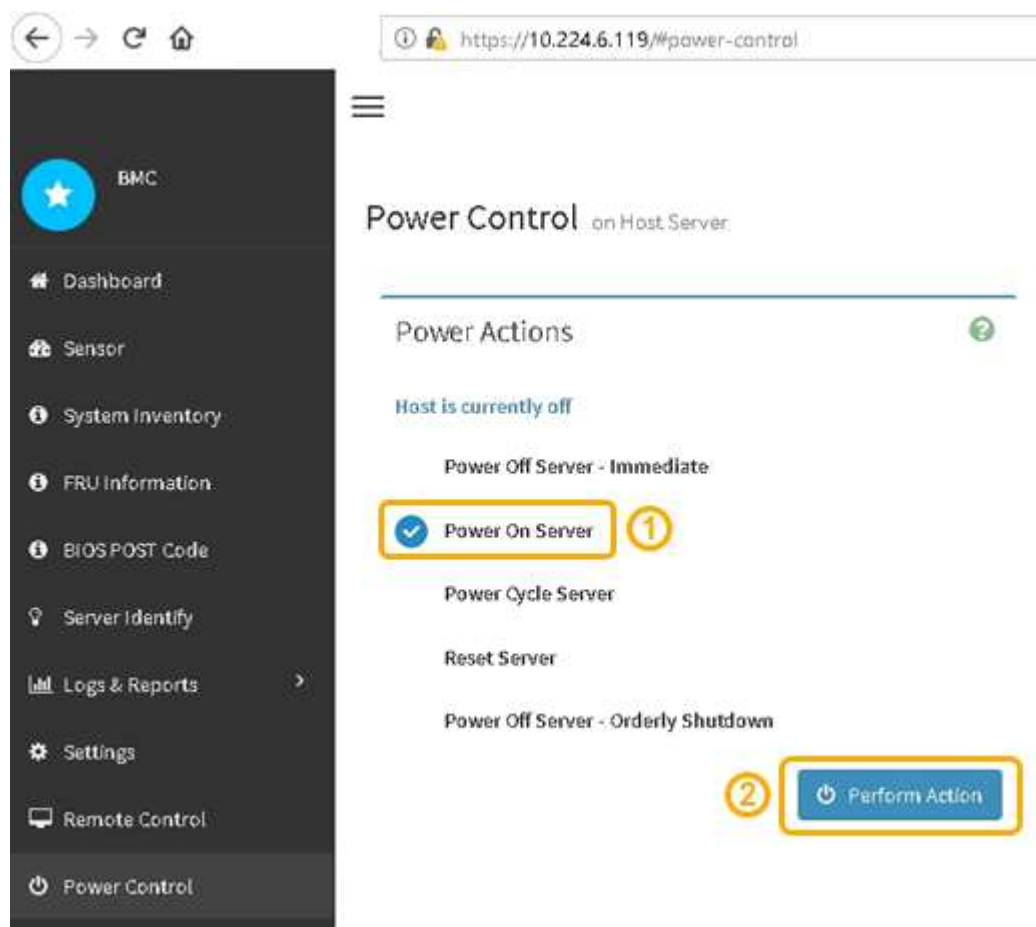 https://10.224.6.119/#power-control
BMC
Dashboard
Sensor
System Inventory
FRU Information
BIOS POST Code
Server Identify
Logs & Reports
Settings
Remote Control
Power Control
Power Control on Host Server
Power Actions
Host is currently off
Power Off Server - Immediate
Power On Server
1
Power Cycle Server
Reset Server
Power Off Server - Orderly Shutdown
2
Perform Action